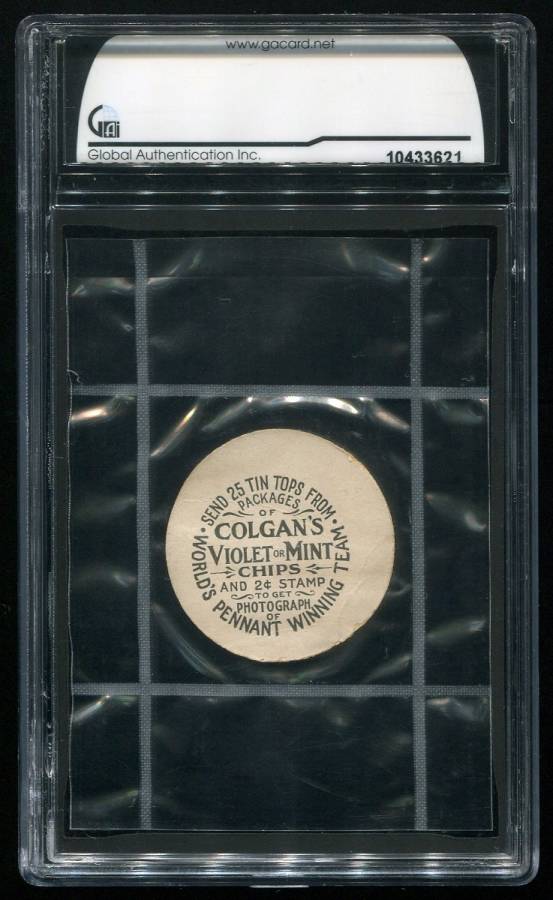 www.gacard.net
GAi
Global Authentication Inc.
10433621
• SEND 25 TIN TOPS FROM •
PACKAGES
OF
COLGAN'S
VIOLET OR MINT
CHIPS
AND 2¢ STAMP
TO GET
PHOTOGRAPH
OF
WORLD'S PENNANT WINNING TEAM